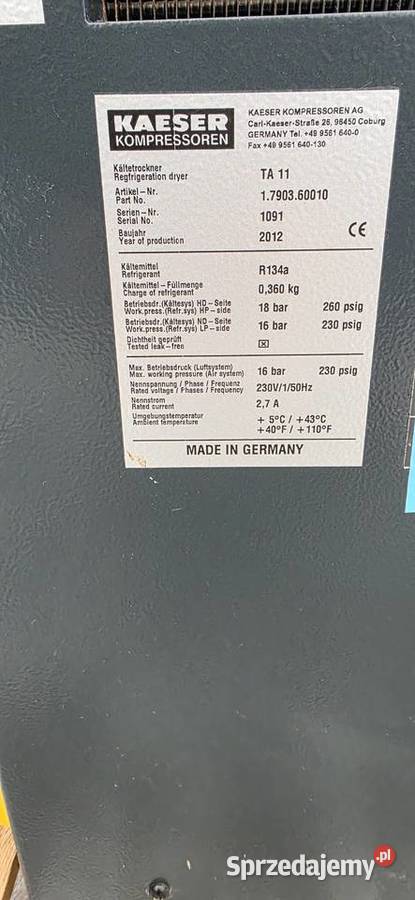 KAESER
KOMPRESSOREN
KAESER KOMPRESSOREN AG
Carl-Kaeser-Straße 26, 96450 Coburg
GERMANY Tel. +49 9561 640-0
Fax +49 9561 640-130
Kältetrockner
Regfrigeration dryer
TA 11
Artikel-Nr.
Part No.
1.7903.60010
Serien-Nr.
Serial No.
1091
Baujahr
Year of production
2012
CE
Kältemittel
Refrigerant
R134a
Kältemittel-Füllmenge
Charge of refrigerant
0,360 kg
Betriebsdr.(Kältesys) HD-Seite
Work.press.(Refr.sys) HP-side
18 bar 260 psig
Betriebsdr.(Kältesys) ND-Seite
Work.press.(Refr.sys) LP-side
16 bar 230 psig
Dichtheit geprüft
Tested leak-free
☒
Max. Betriebsdruck (Luftsystem)
Max. working pressure (Air system)
16 bar 230 psig
Nennspannung / Phase / Frequenz
Rated voltage / Phases / Frequency
230V/1/50Hz
Nennstrom
Rated current
2,7 A
Umgebungstemperatur
Ambient temperature
+ 5°C / +43°C
+40°F / +110°F
MADE IN GERMANY
Sprzedajemy.pl